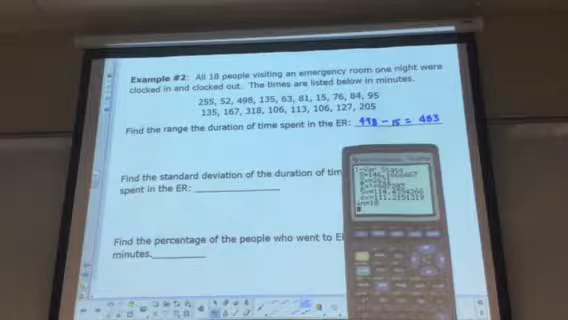 Example #2: All 18 people visiting an emergency room one night were
clocked in and clocked out. The times are listed below in minutes.
255, 52, 498, 135, 63, 81, 15, 76, 84, 95
135, 167, 318, 106, 113, 106, 127, 205
Find the range the duration of time spent in the ER: 498 - 15 = 483
Find the standard deviation of the duration of tim
spent in the ER:
Find the percentage of the people who went to E
minutes.
1-Var Stats
n=18